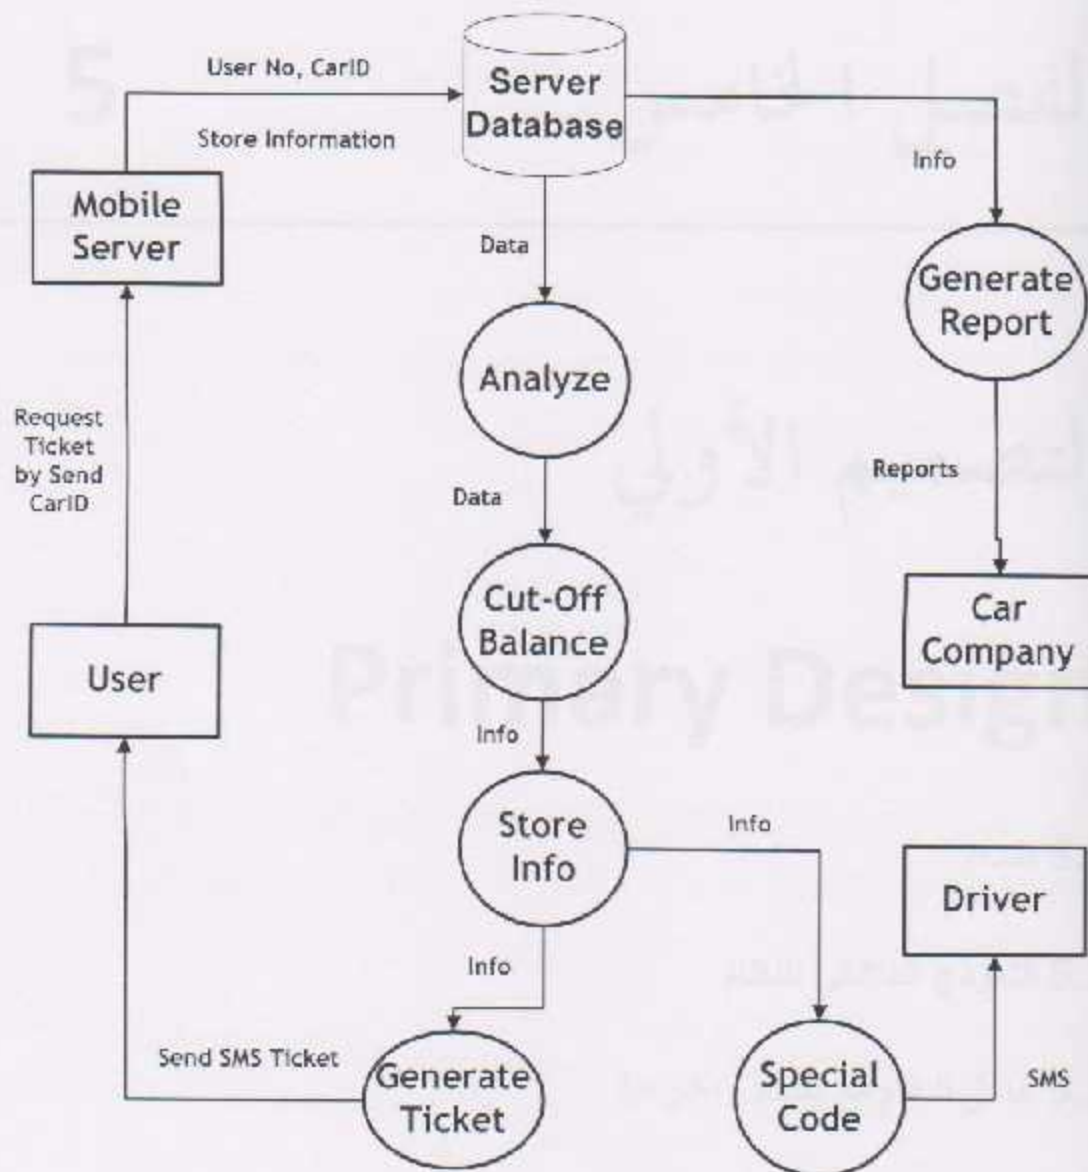 User No, CarID
Store Information
Server
Database
5
Info
Mobile
Server
Data
Generate
Report
Analyze
Request
Ticket
by Send
CarID
Reports
Data
Cut-Off
Balance
Car
Company
User
Primary Desig
Info
Store
Info
Info
Driver
Info
Send SMS Ticket
Generate
Ticket
Special
Code
SMS